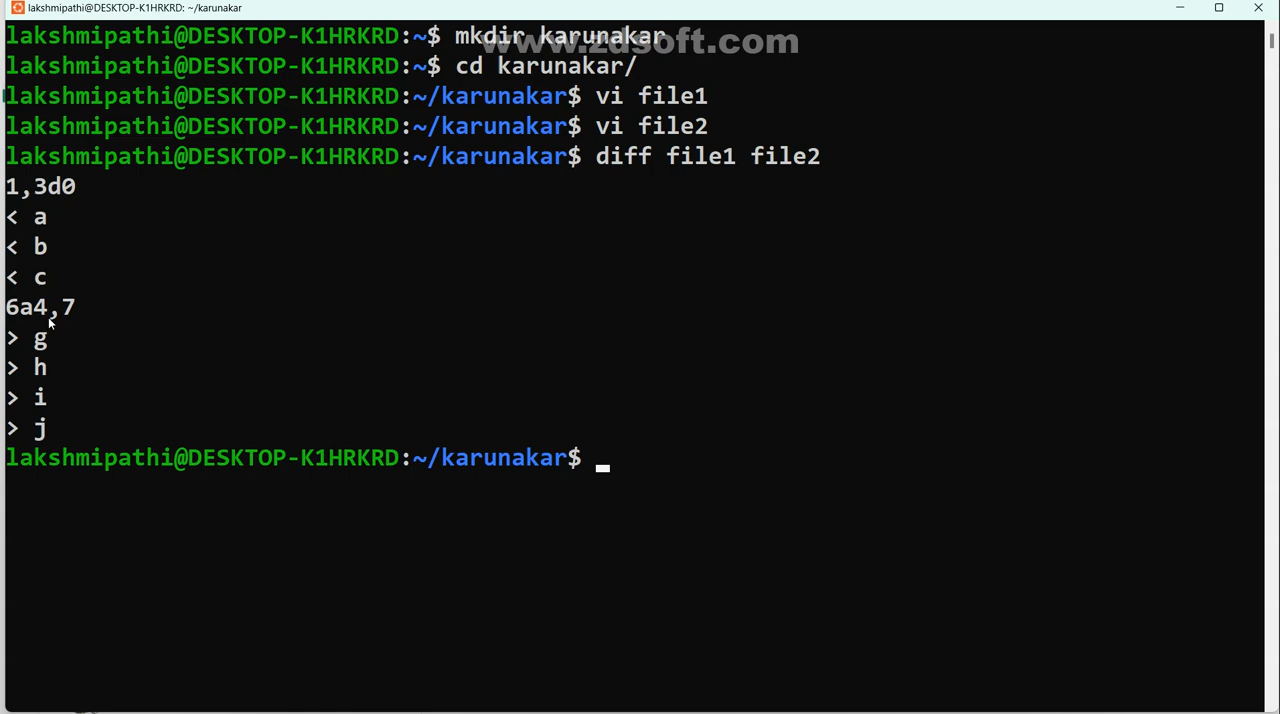 lakshmipathi@DESKTOP-K1HRKRD: ~/karunakar
lakshmipathi@DESKTOP-K1HRKRD:~$ mkdir karunakar
www.zdsoft.com
lakshmipathi@DESKTOP-K1HRKRD:~$ cd karunakar/
lakshmipathi@DESKTOP-K1HRKRD:~/karunakar$ vi file1
lakshmipathi@DESKTOP-K1HRKRD:~/karunakar$ vi file2
lakshmipathi@DESKTOP-K1HRKRD:~/karunakar$ diff file1 file2
1,3d0
< a
< b
< c
6a4,7
> g
> h
> i
> j
lakshmipathi@DESKTOP-K1HRKRD:~/karunakar$